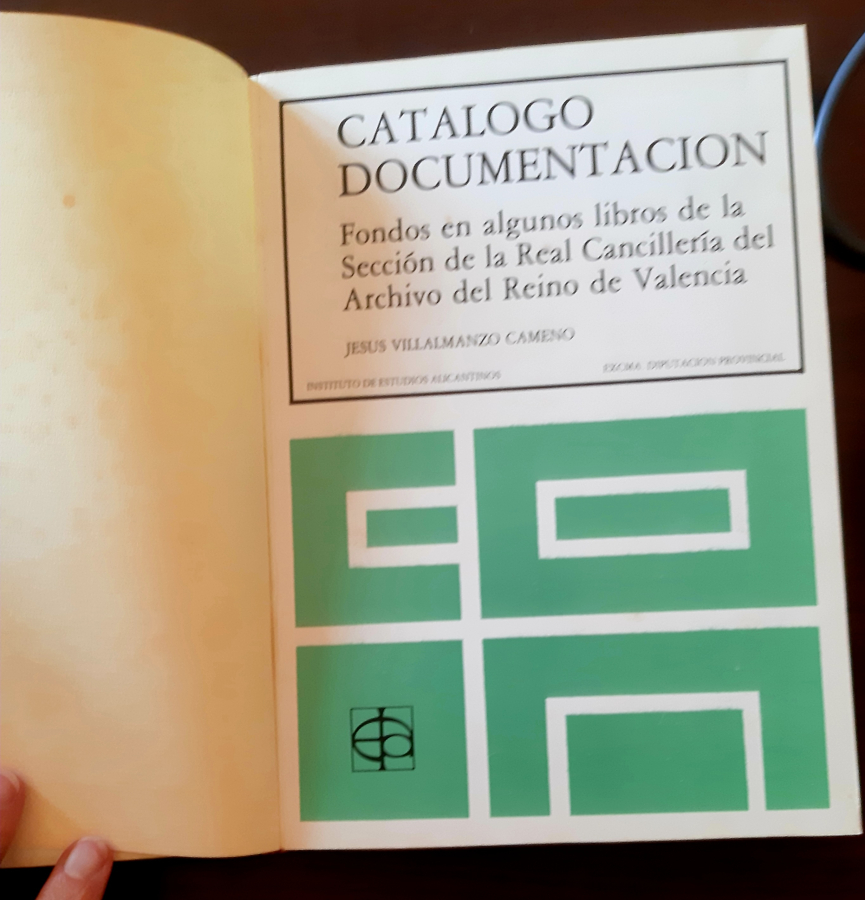 CATALOGO
DOCUMENTACION
Fondos en algunos libros de la
Sección de la Real Cancillería del
Archivo del Reino de Valencia
JESUS VILLALMANZO CAMENO
INSTITUTO DE ESTUDIOS ALICANTINOS
EXCMA. DIPUTACION PROVINCIAL